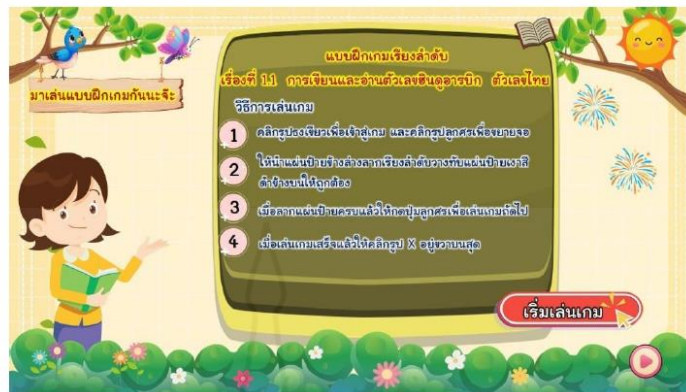 แบบฝึกเกมเรียงลำดับ
เรื่องที่ 1.1 การเขียนและอ่านตัวเลขฮินดูอารบิก ตัวเลขไทย
มาเล่นแบบฝึกเกมกันนะจ๊ะ
วิธีการเล่นเกม
1 คลิกรูปธงเขียวเพื่อเข้าสู่เกม และคลิกรูปลูกศรเพื่อขยายจอ
2 ให้นำแผ่นป้ายข้างล่างลากเรียงลำดับวางทับแผ่นป้ายเงาสี
ดำข้างบนให้ถูกต้อง
3 เมื่อลากแผ่นป้ายครบแล้วให้กดปุ่มลูกศรเพื่อเล่นเกมถัดไป
4 เมื่อเล่นเกมเสร็จแล้วให้คลิกรูป X อยู่ขวาบนสุด
เริ่มเล่นเกม